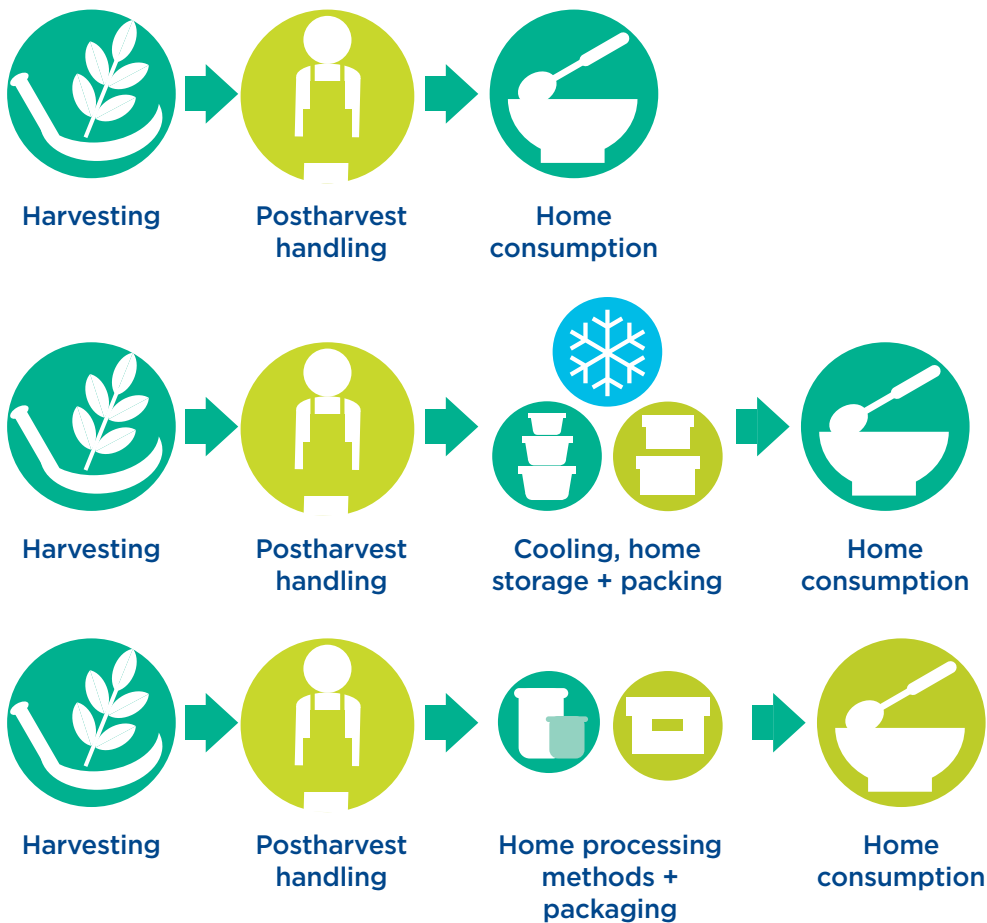 Harvesting
Postharvest
handling
Home
consumption
Harvesting
Postharvest
handling
Cooling, home
storage + packing
Home
consumption
Harvesting
Postharvest
handling
Home processing
methods +
packaging
Home
consumption